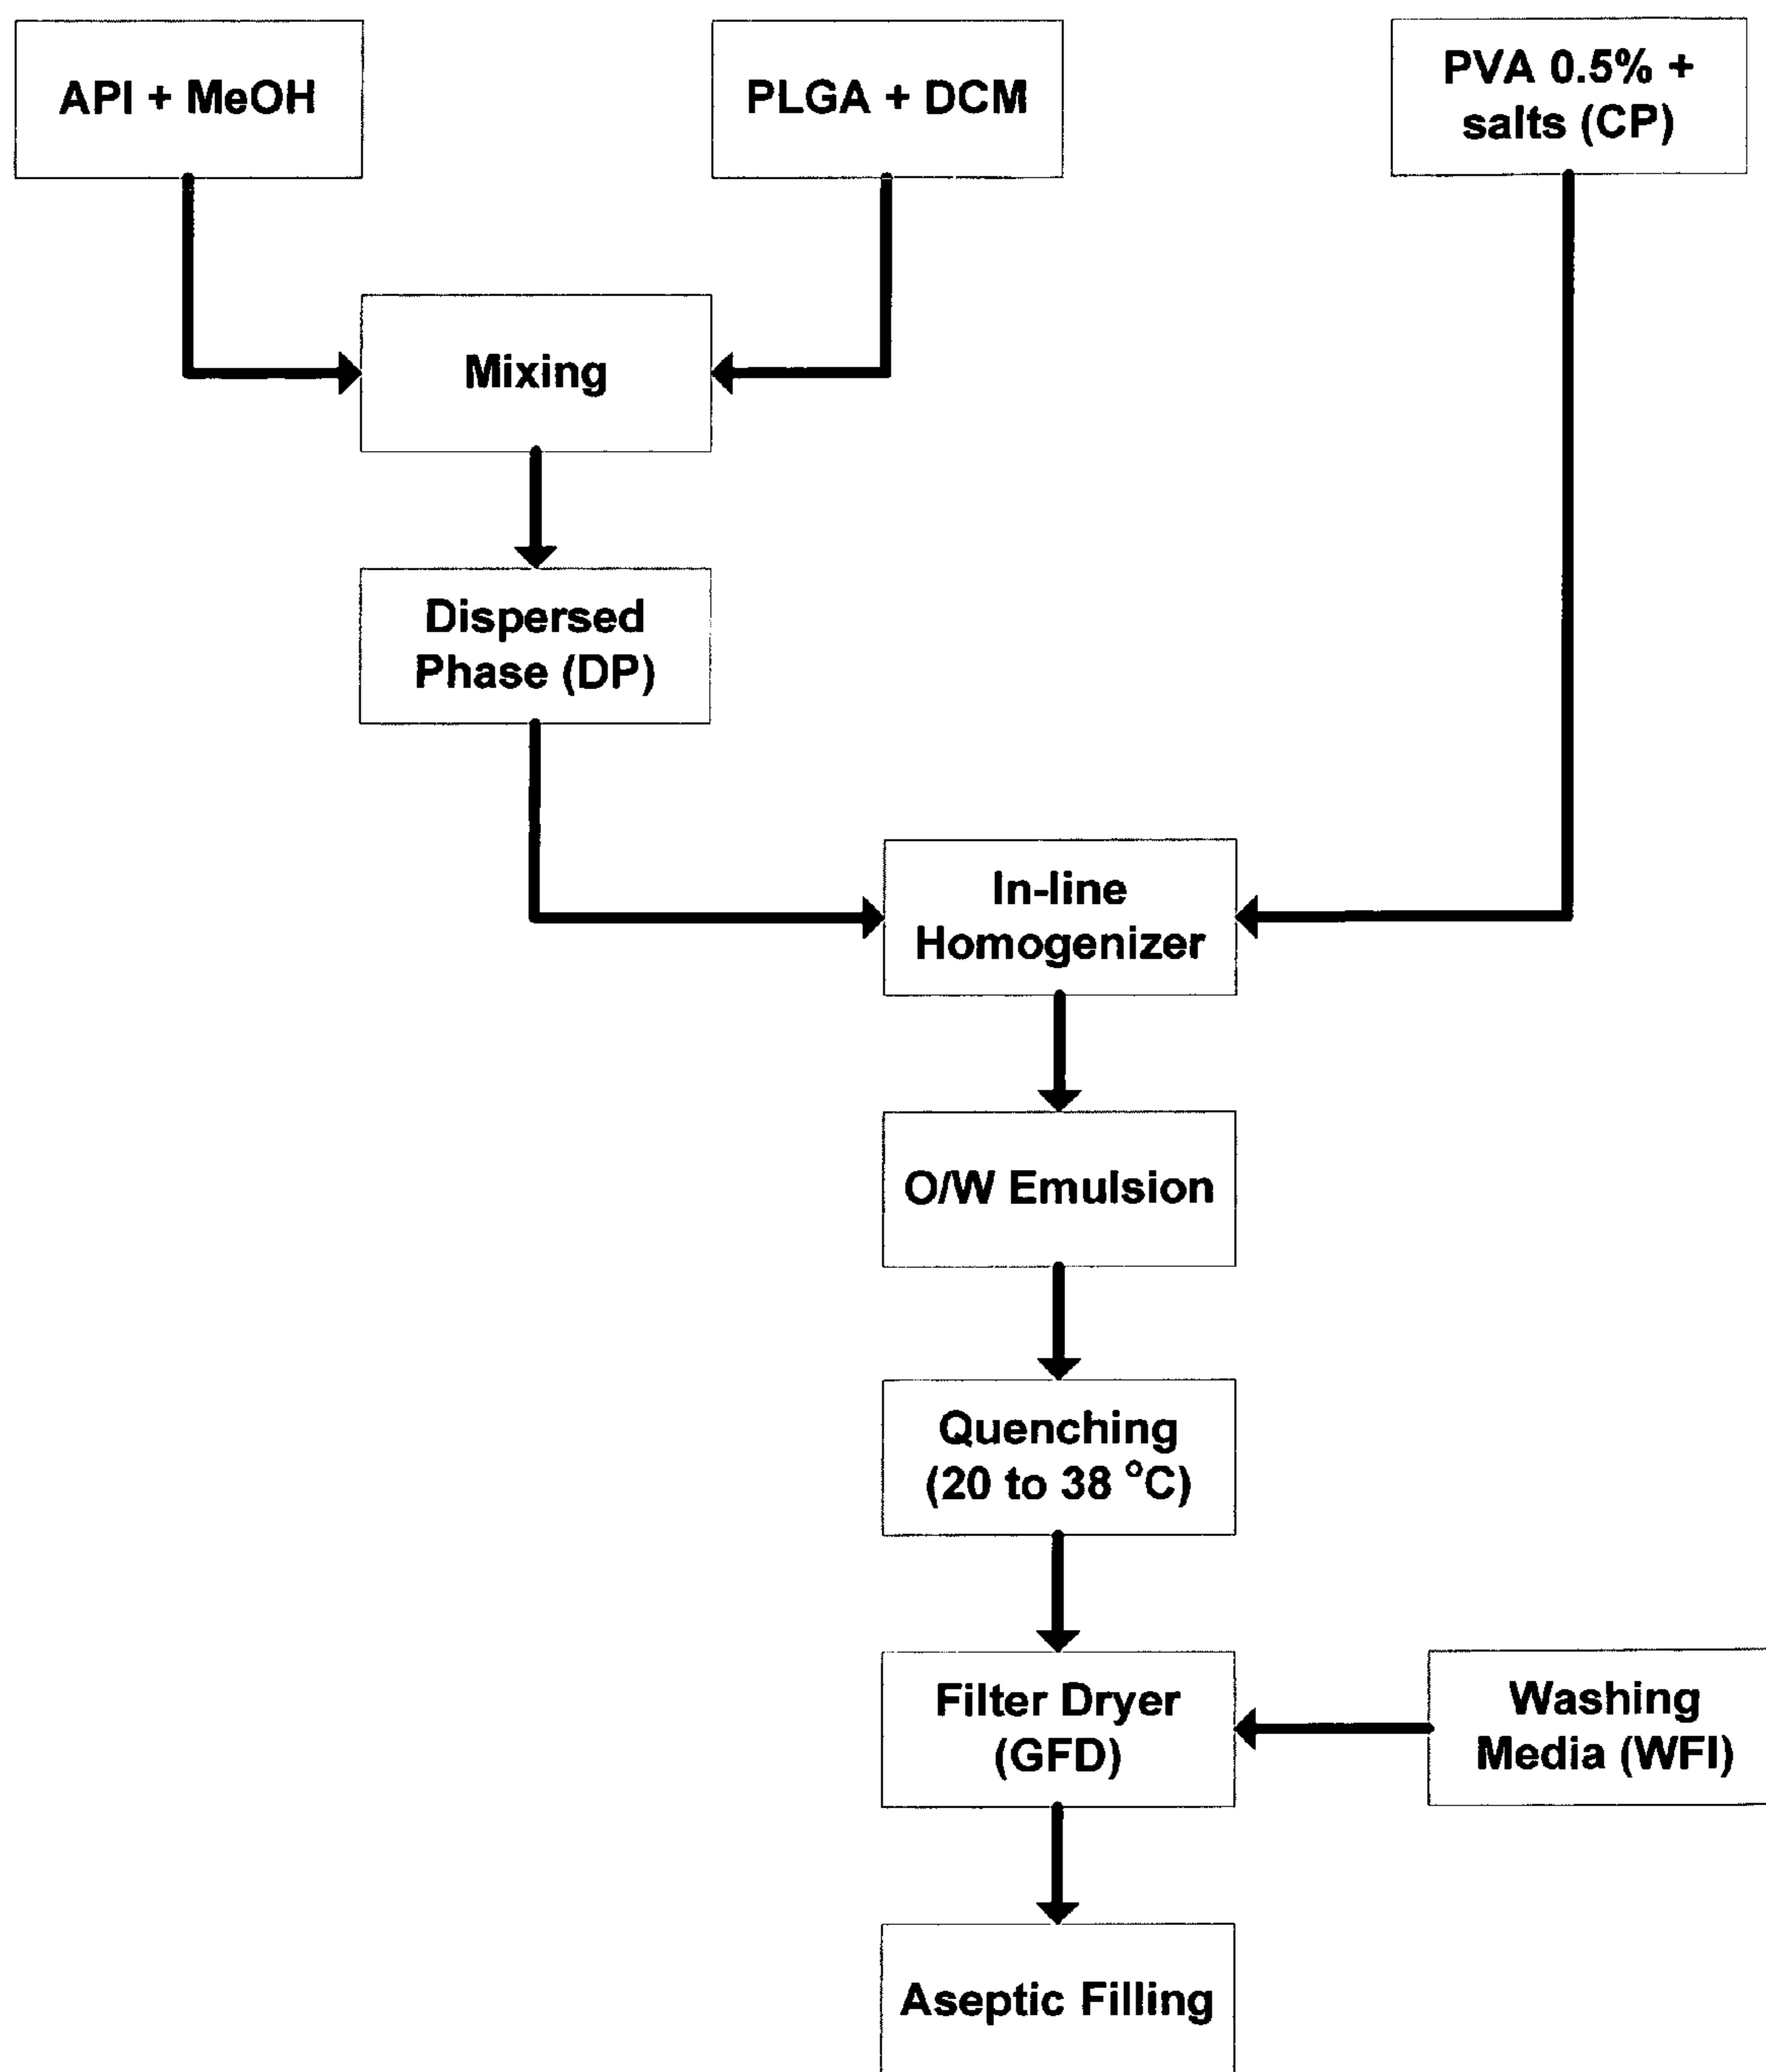 API + MeOH
PLGA + DCM
PVA 0.5% +
salts (CP)
Mixing
Dispersed
Phase (DP)
In-line
Homogenizer
O/W Emulsion
Quenching
(20 to 38 °C)
Filter Dryer
(GFD)
Washing
Media (WFI)
Aseptic Filling